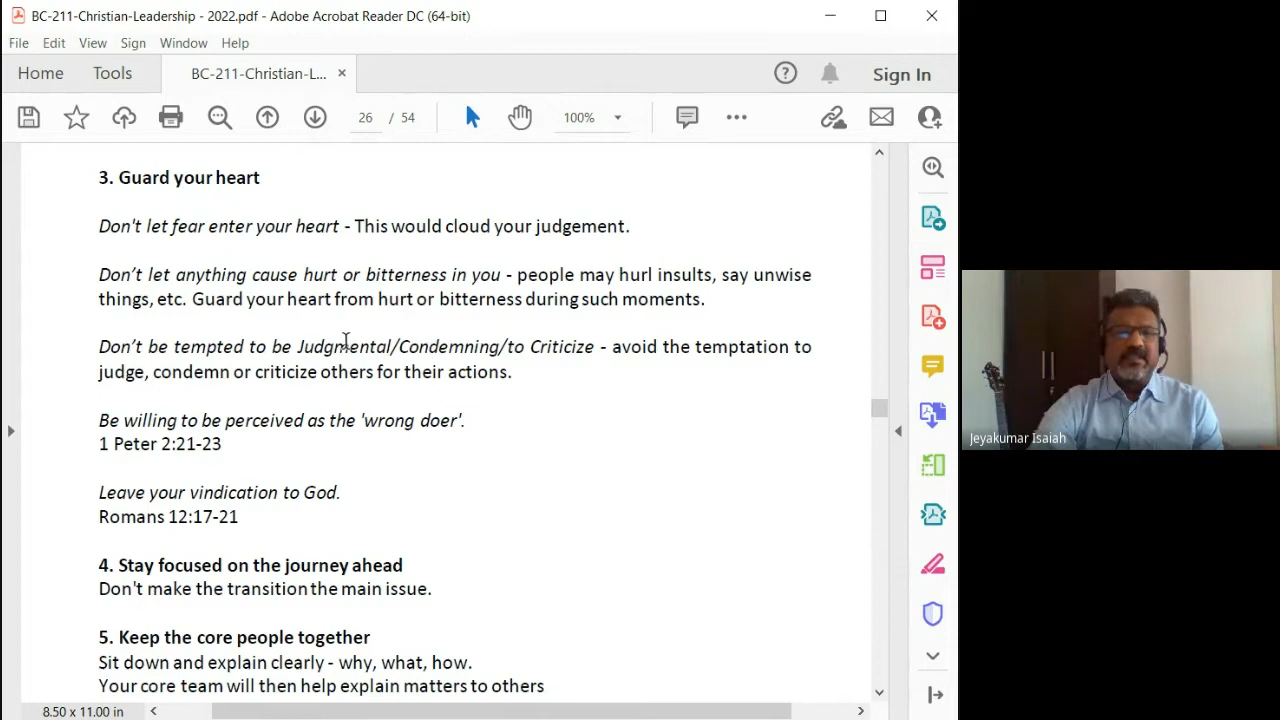 BC-211-Christian-Leadership - 2022.pdf - Adobe Acrobat Reader DC (64-bit)
File Edit View Sign Window Help
Home Tools BC-211-Christian-L... × Sign In
26 / 54 100%
3. Guard your heart
Don't let fear enter your heart - This would cloud your judgement.
Don’t let anything cause hurt or bitterness in you - people may hurl insults, say unwise
things, etc. Guard your heart from hurt or bitterness during such moments.
Don’t be tempted to be Judgmental/Condemning/to Criticize - avoid the temptation to
judge, condemn or criticize others for their actions.
Be willing to be perceived as the 'wrong doer'.
1 Peter 2:21-23
Leave your vindication to God.
Romans 12:17-21
4. Stay focused on the journey ahead
Don't make the transition the main issue.
5. Keep the core people together
Sit down and explain clearly - why, what, how.
Your core team will then help explain matters to others
8.50 x 11.00 in
Jeyakumar Isaiah